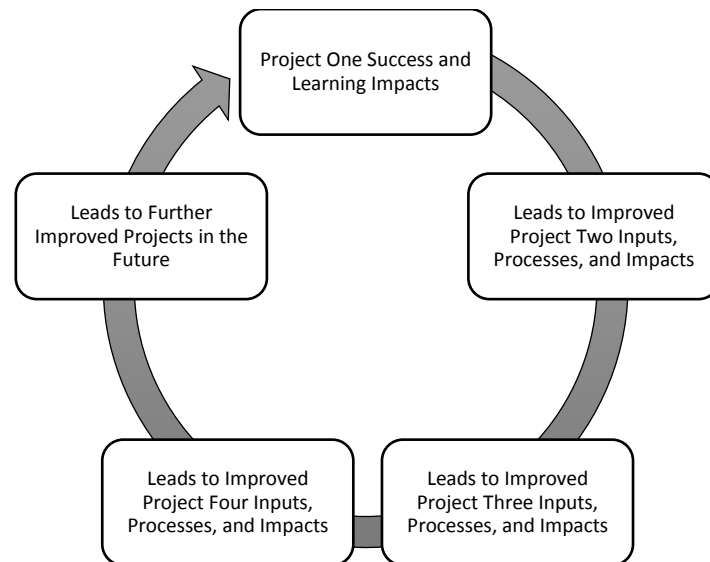 Project One Success and
Learning Impacts
Leads to Improved
Project Two Inputs,
Processes, and Impacts
Leads to Improved
Project Three Inputs,
Processes, and Impacts
Leads to Improved
Project Four Inputs,
Processes, and Impacts
Leads to Further
Improved Projects in the
Future